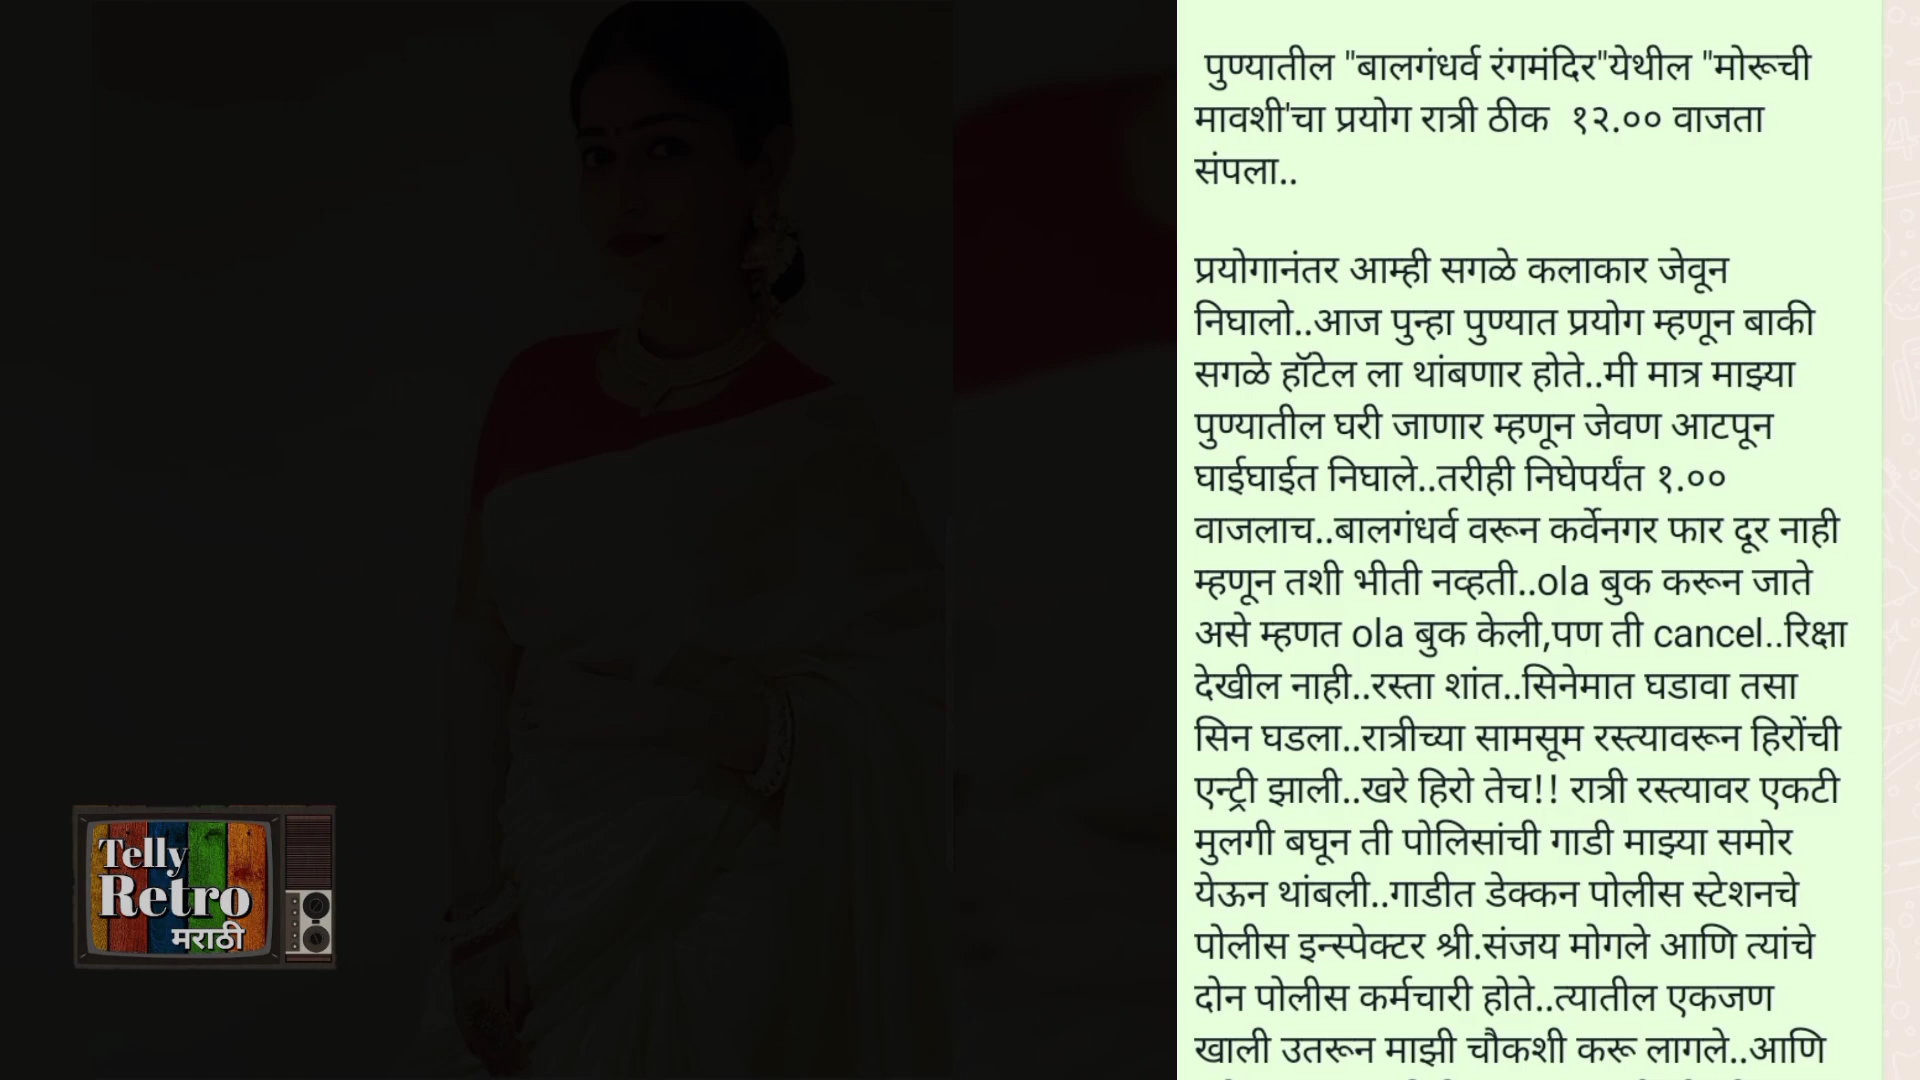 पुण्यातील "बालगंधर्व रंगमंदिर"येथील "मोरूची
मावशी'चा प्रयोग रात्री ठीक  १२.०० वाजता
संपला..
प्रयोगानंतर आम्ही सगळे कलाकार जेवून
निघालो..आज पुन्हा पुण्यात प्रयोग म्हणून बाकी
सगळे हॉटेल ला थांबणार होते..मी मात्र माझ्या
पुण्यातील घरी जाणार म्हणून जेवण आटपून
घाईघाईत निघाले..तरीही निघेपर्यंत १.००
वाजलाच..बालगंधर्व वरून कर्वेनगर फार दूर नाही
म्हणून तशी भीती नव्हती..ola बुक करून जाते
असे म्हणत ola बुक केली,पण ती cancel..रिक्षा
देखील नाही..रस्ता शांत..सिनेमात घडावा तसा
सिन घडला..रात्रीच्या सामसूम रस्त्यावरून हिरोंची
एन्ट्री झाली..खरे हिरो तेच!! रात्री रस्त्यावर एकटी
मुलगी बघून ती पोलिसांची गाडी माझ्या समोर
येऊन थांबली..गाडीत डेक्कन पोलीस स्टेशनचे
पोलीस इन्स्पेक्टर श्री.संजय मोगले आणि त्यांचे
दोन पोलीस कर्मचारी होते..त्यातील एकजण
खाली उतरून माझी चौकशी करू लागले..आणि
Telly
Retro
मराठी